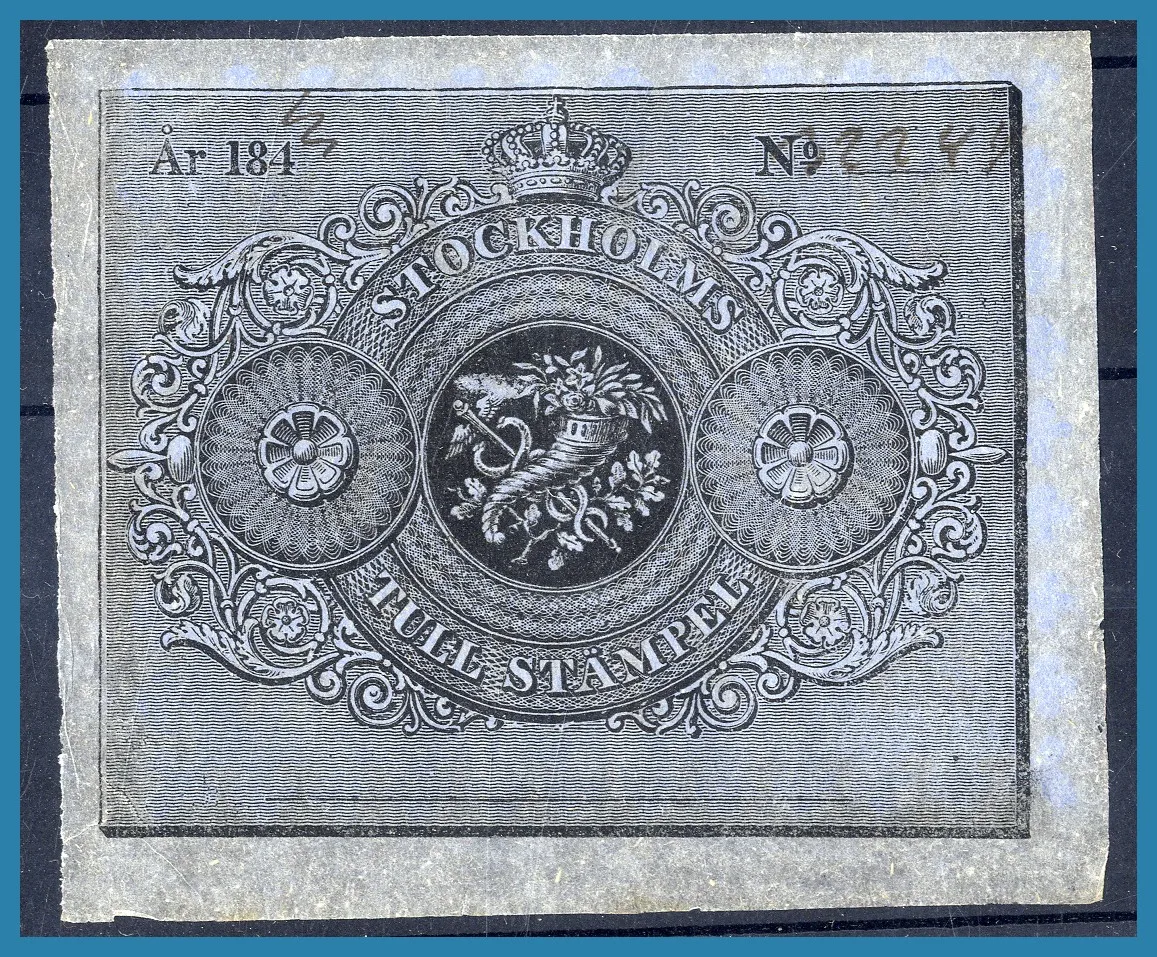 År 184
Nº
STOCKHOLMS
TULL STÄMPEL